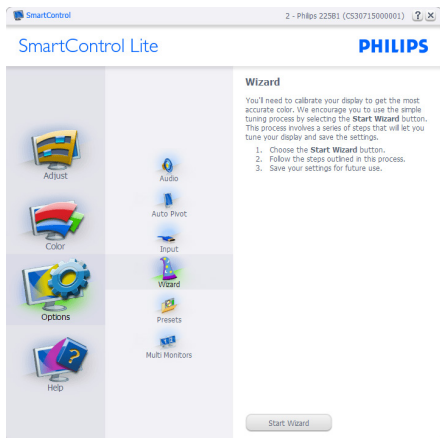 SmartControl
2 - Philips 225B1 (CS30715000001)
SmartControl Lite
PHILIPS
Adjust
Color
Options
Help
Audio
Auto Pivot
Input
Wizard
Presets
Multi Monitors
Wizard
You'll need to calibrate your display to get the most
accurate color. We encourage you to use the simple
tuning process by selecting the Start Wizard button.
This process involves a series of steps that will let you
tune your display and save the settings.
1. Choose the Start Wizard button.
2. Follow the steps outlined in this process.
3. Save your settings for future use.
Start Wizard